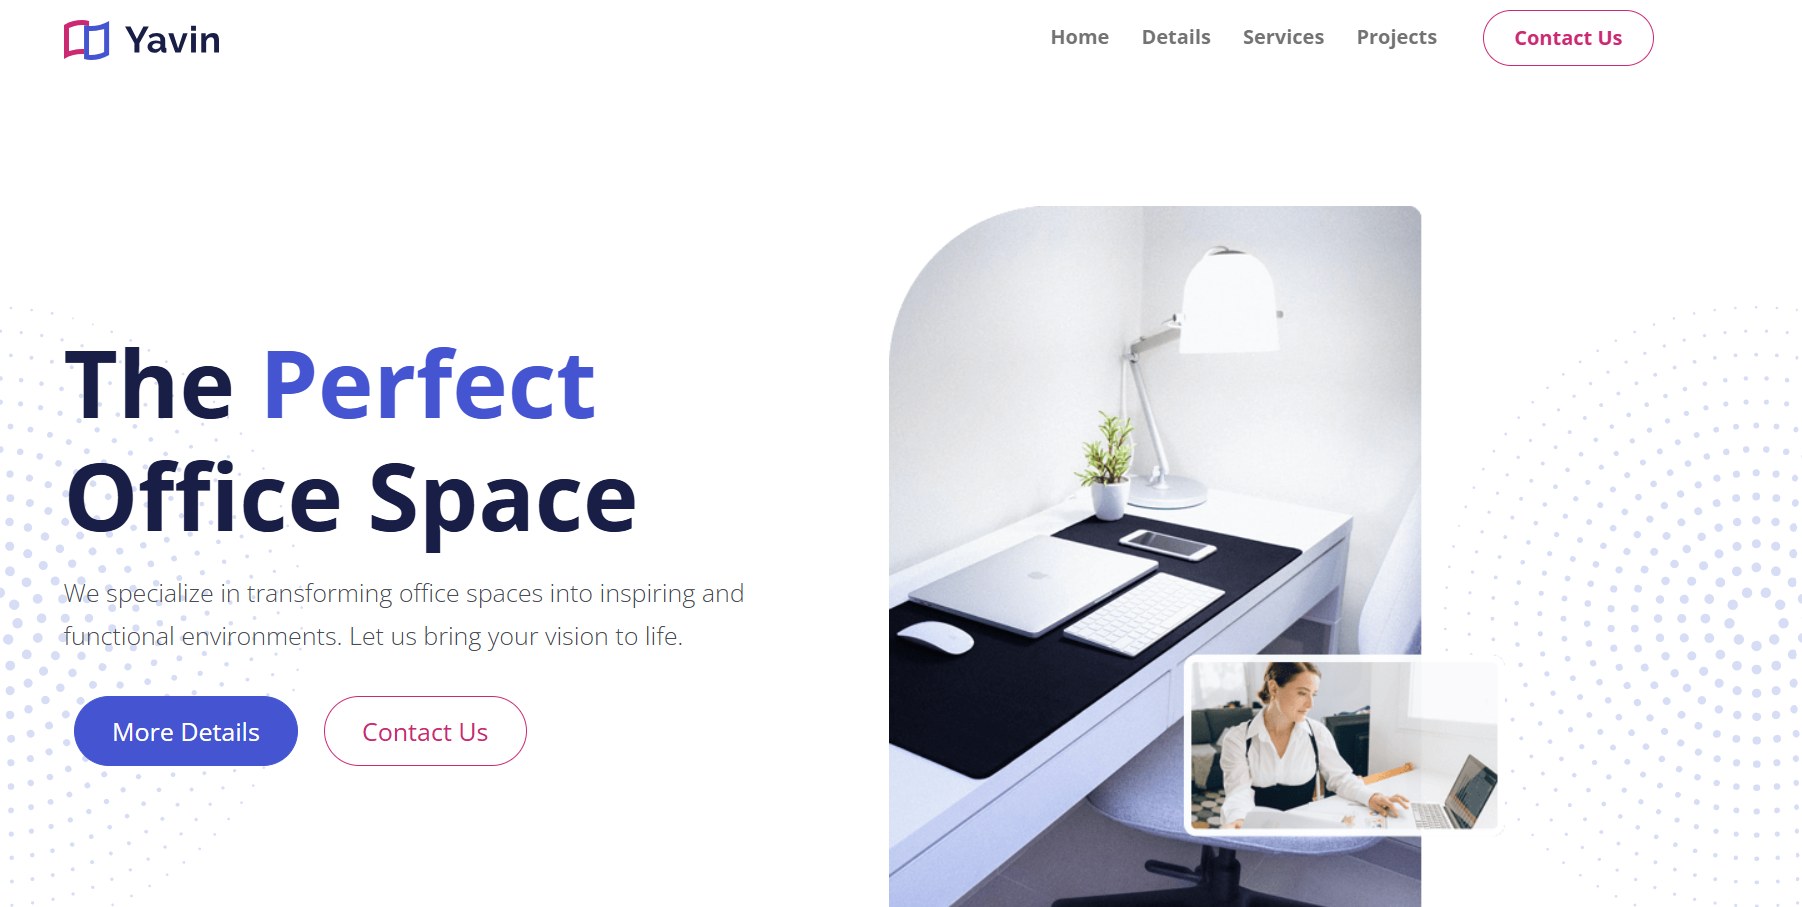 Yavin
Home Details Services Projects Contact Us
The Perfect
Office Space
We specialize in transforming office spaces into inspiring and
functional environments. Let us bring your vision to life.
More Details Contact Us